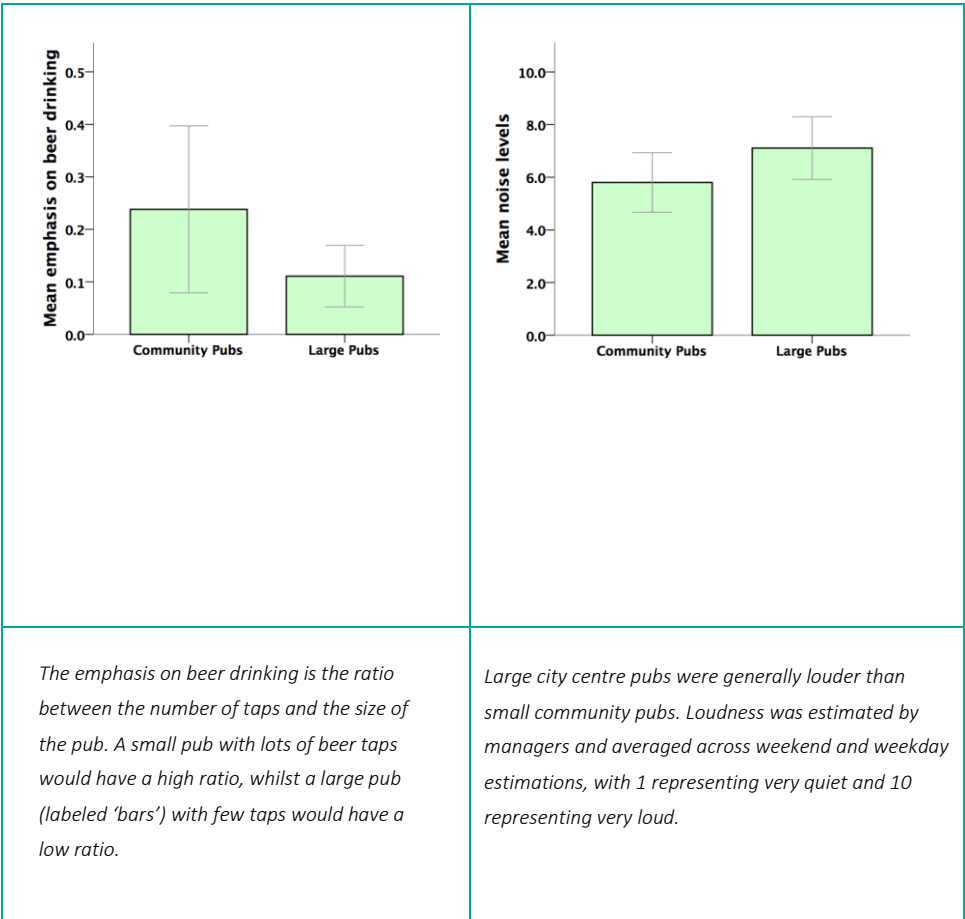 Mean emphasis on beer drinking
0.5
0.4
0.3
0.2
0.1
0.0
Community Pubs
Large Pubs
Mean noise levels
10.0
8.0
6.0
4.0
2.0
0.0
Community Pubs
Large Pubs
The emphasis on beer drinking is the ratio
between the number of taps and the size of
the pub. A small pub with lots of beer taps
would have a high ratio, whilst a large pub
(labeled ‘bars’) with few taps would have a
low ratio.
Large city centre pubs were generally louder than
small community pubs. Loudness was estimated by
managers and averaged across weekend and weekday
estimations, with 1 representing very quiet and 10
representing very loud.